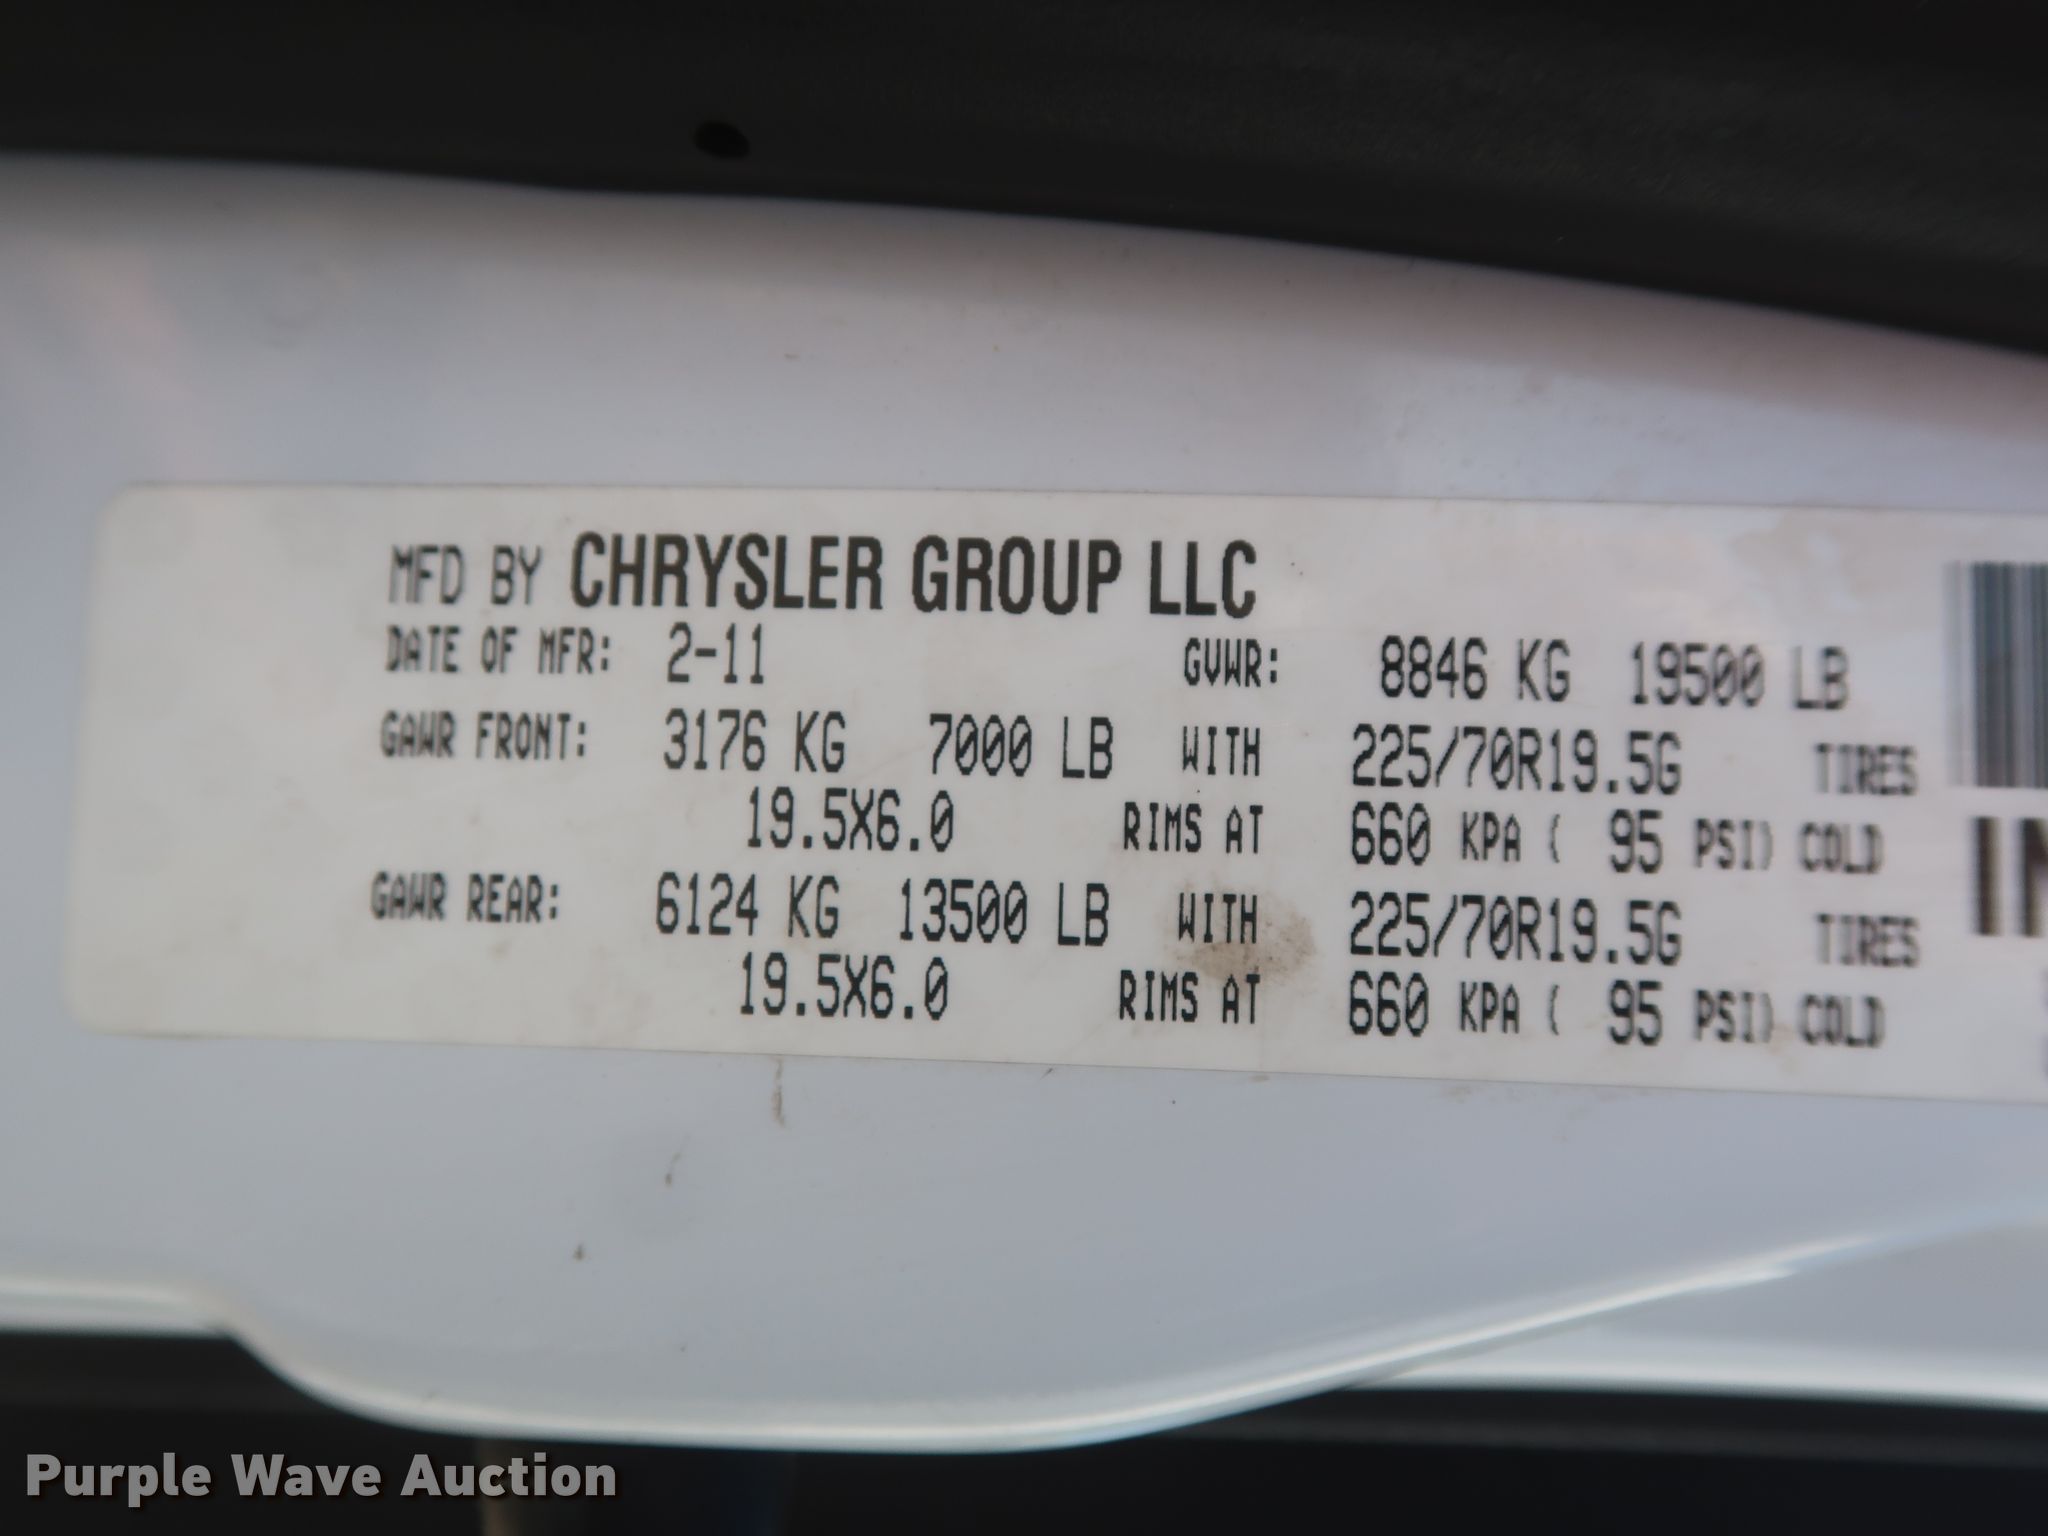 MFD BY CHRYSLER GROUP LLC
DATE OF MFR: 2-11 GVWR: 8846 KG 19500 LB
GAWR FRONT: 3176 KG 7000 LB WITH 225/70R19.5G TIRES
19.5X6.0 RIMS AT 660 KPA ( 95 PSI) COLD
GAWR REAR: 6124 KG 13500 LB WITH 225/70R19.5G TIRES
19.5X6.0 RIMS AT 660 KPA ( 95 PSI) COLD
Purple Wave Auction